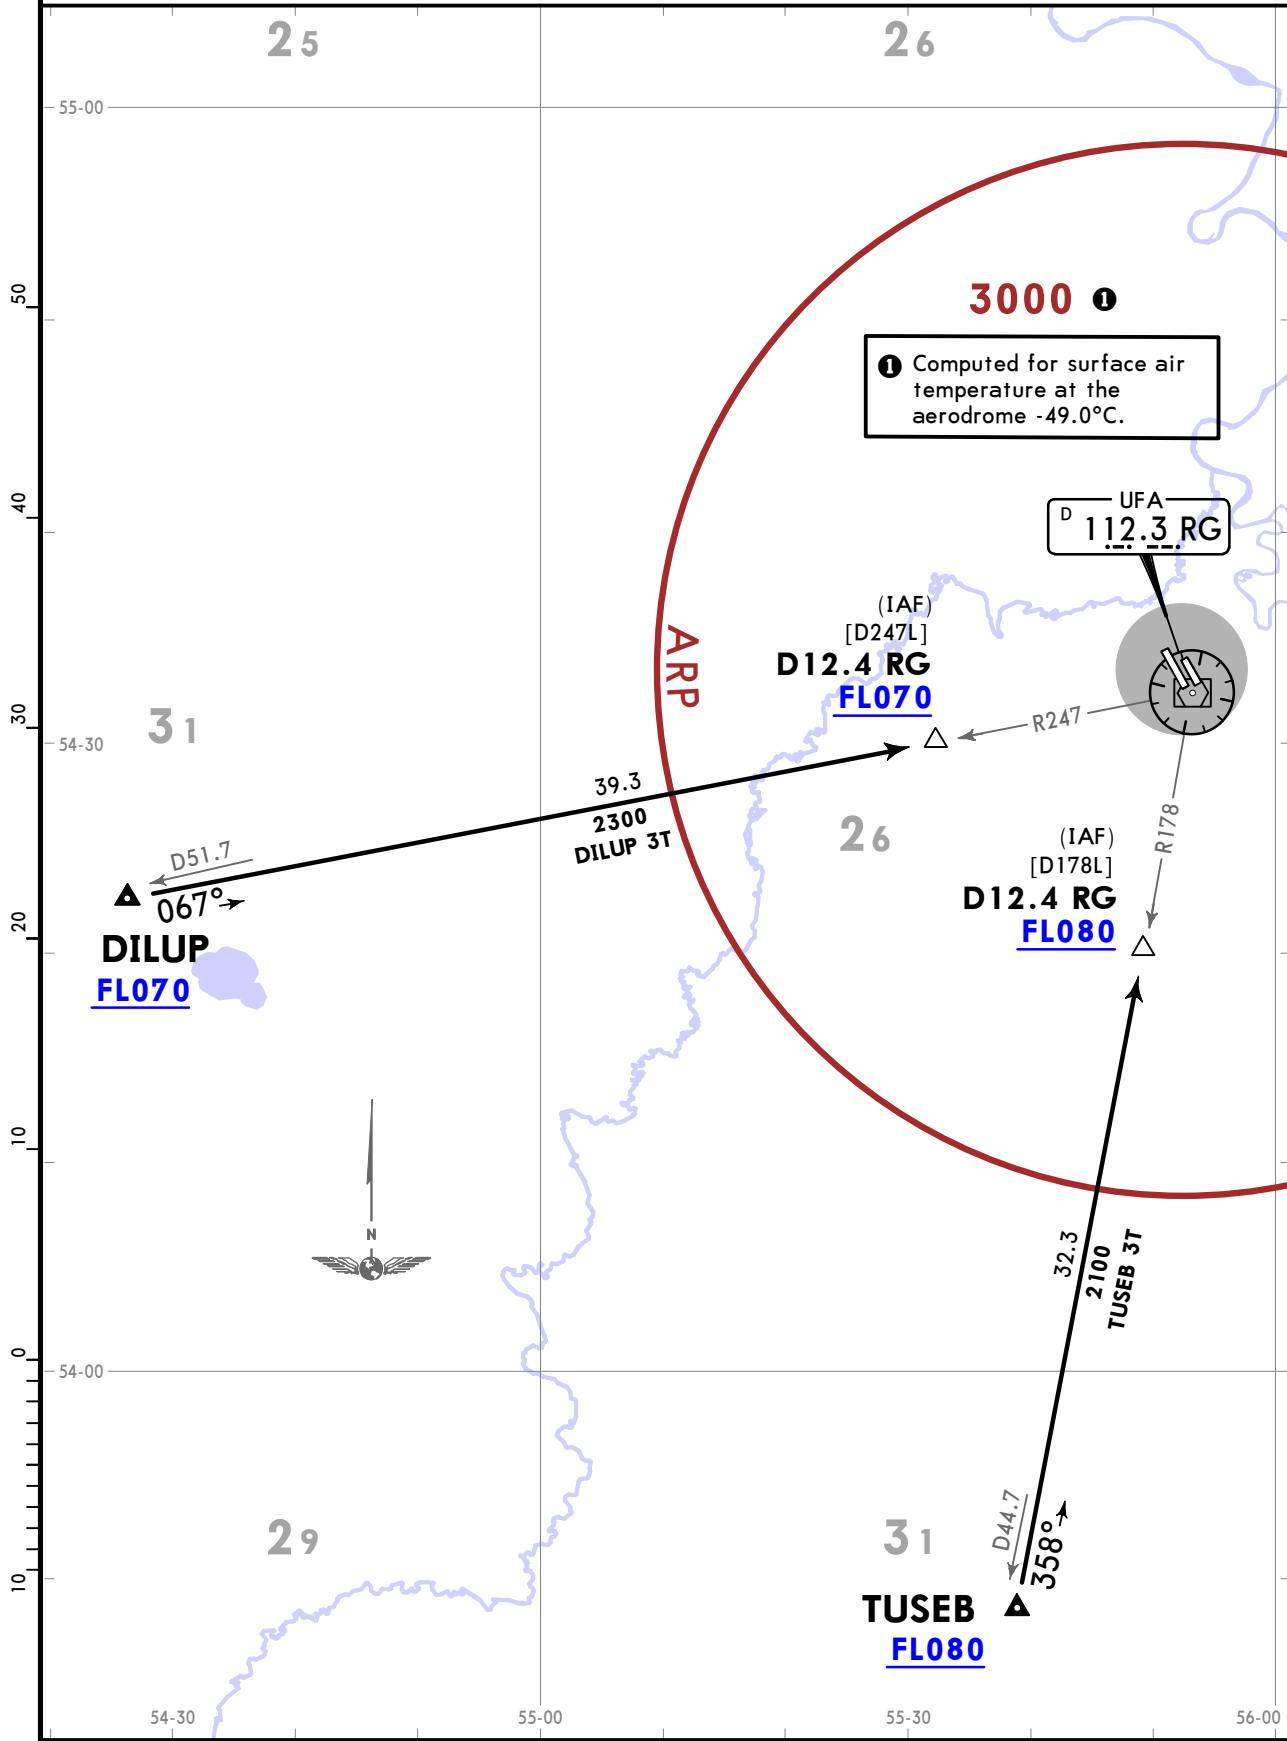 25
26
55-00
50
3000 ❶
❶ Computed for surface air
temperature at the
aerodrome -49.0°C.
40
UFA
D 112.3 RG
(IAF)
[D247L]
D12.4 RG
FL070
ARP
30
54-30
31
R247
39.3
2300
DILUP 3T
26
R178
(IAF)
[D178L]
D12.4 RG
FL080
D51.7
067°
DILUP
FL070
20
10
N
32.3
2100
TUSEB 3T
0
54-00
29
31
D44.7
358°
10
TUSEB
FL080
54-30
55-00
55-30
56-00